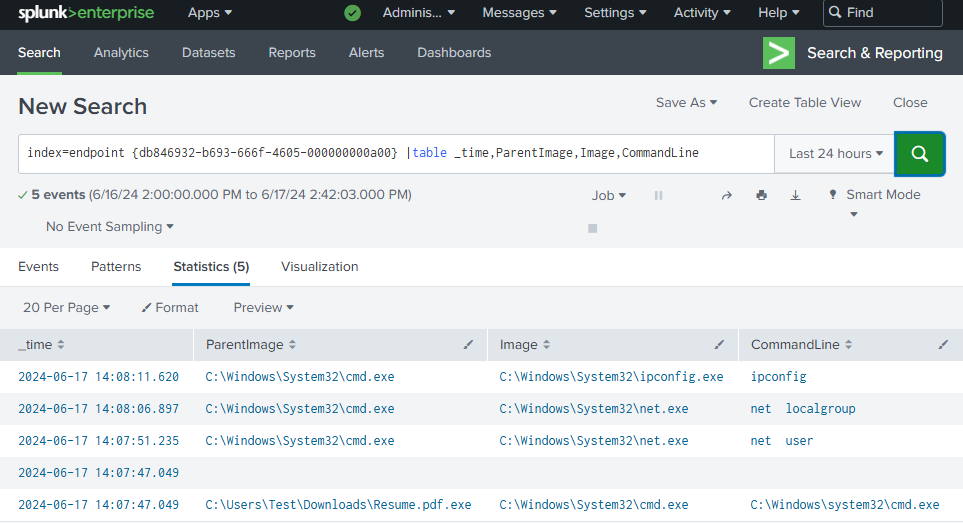 splunk>enterprise Apps Adminis... Messages Settings Activity Help Find
Search Analytics Datasets Reports Alerts Dashboards Search & Reporting
New Search Save As Create Table View Close
index=endpoint {db846932-b693-666f-4605-000000000a00} |table _time,ParentImage,Image,CommandLine Last 24 hours
5 events (6/16/24 2:00:00.000 PM to 6/17/24 2:42:03.000 PM) Job Smart Mode
No Event Sampling
Events Patterns Statistics (5) Visualization
20 Per Page Format Preview
_time ParentImage Image CommandLine
2024-06-17 14:08:11.620 C:\Windows\System32\cmd.exe C:\Windows\System32\ipconfig.exe ipconfig
2024-06-17 14:08:06.897 C:\Windows\System32\cmd.exe C:\Windows\System32\net.exe net localgroup
2024-06-17 14:07:51.235 C:\Windows\System32\cmd.exe C:\Windows\System32\net.exe net user
2024-06-17 14:07:47.049
2024-06-17 14:07:47.049 C:\Users\Test\Downloads\Resume.pdf.exe C:\Windows\System32\cmd.exe C:\Windows\system32\cmd.exe